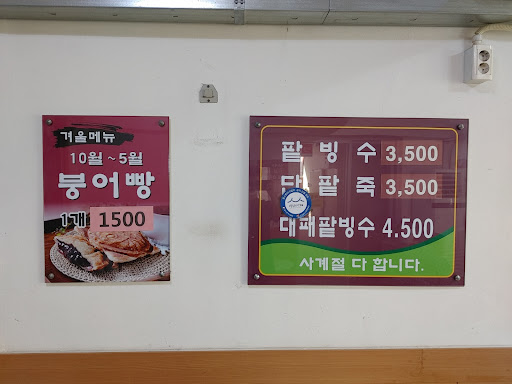 겨울메뉴
10월~5월
붕어빵
1개 1500
팥빙수 3,500
단팥죽 3,500
대패팥빙수 4.500
사계절 다 합니다.